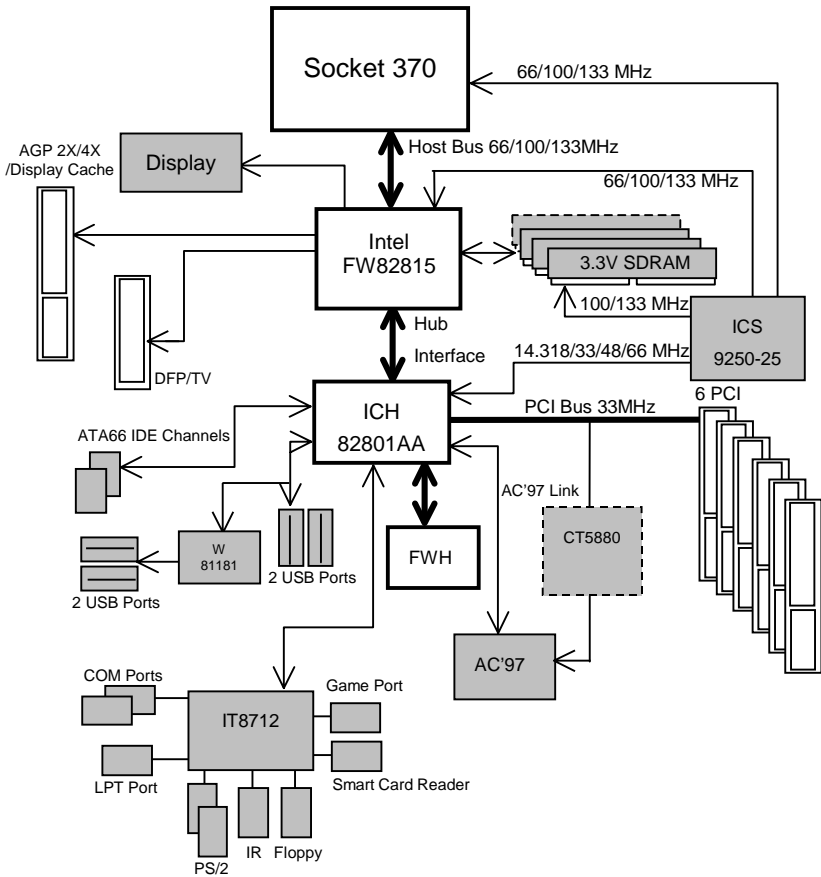 Socket 370
66/100/133 MHz
AGP 2X/4X
/Display Cache
Display
Host Bus 66/100/133MHz
66/100/133 MHz
Intel
FW82815
3.3V SDRAM
100/133 MHz
ICS
9250-25
Hub
Interface
14.318/33/48/66 MHz
DFP/TV
6 PCI
ICH
82801AA
PCI Bus 33MHz
ATA66 IDE Channels
AC'97 Link
W
81181
2 USB Ports
2 USB Ports
FWH
CT5880
AC'97
COM Ports
Game Port
IT8712
LPT Port
Smart Card Reader
PS/2
IR
Floppy